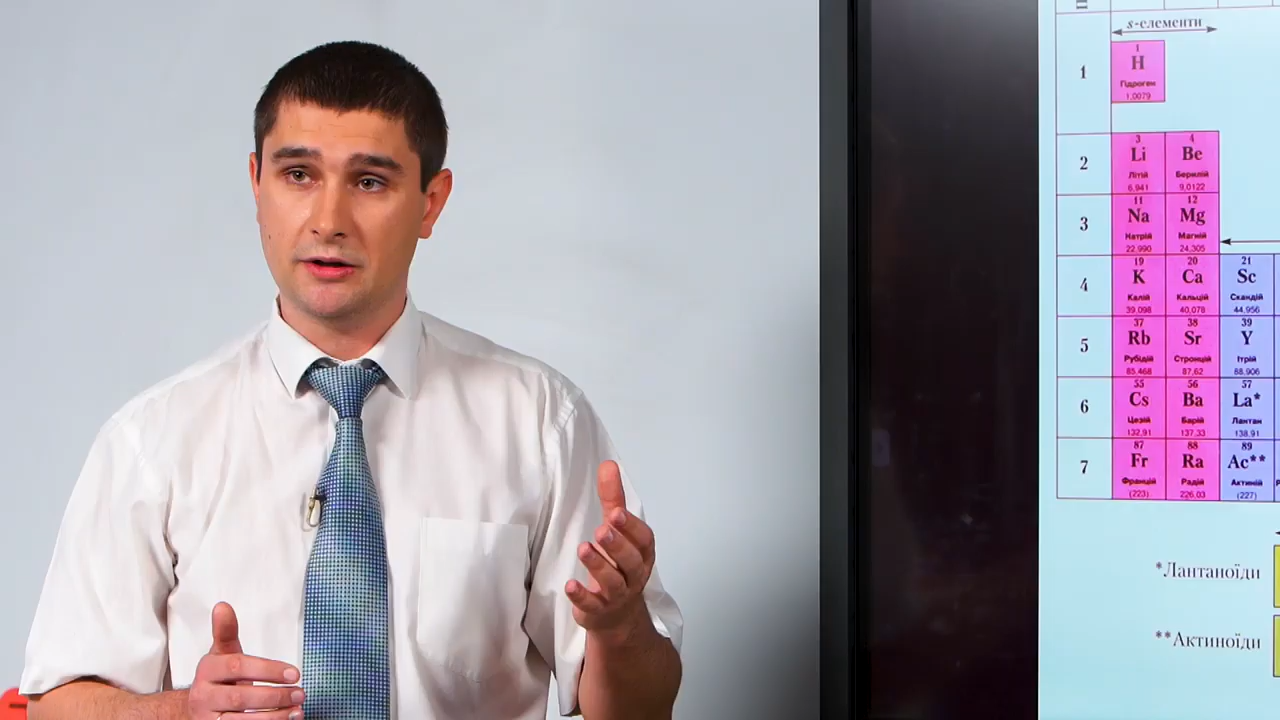 s-елементи
1
1
H
Гідроген
1,0079
2
3
Li
Літій
6,941
4
Be
Берилій
9,0122
3
11
Na
Натрій
22,990
12
Mg
Магній
24,305
4
19
K
Калій
39,098
20
Ca
Кальцій
40,078
21
Sc
Скандій
44,956
5
37
Rb
Рубідій
85,468
38
Sr
Стронцій
87,62
39
Y
Ітрій
88,906
6
55
Cs
Цезій
132,91
56
Ba
Барій
137,33
57
La*
Лантан
138,91
7
87
Fr
Францій
(223)
88
Ra
Радій
226,03
89
Ac**
Актиній
(227)
*Лантаноїди
**Актиноїди